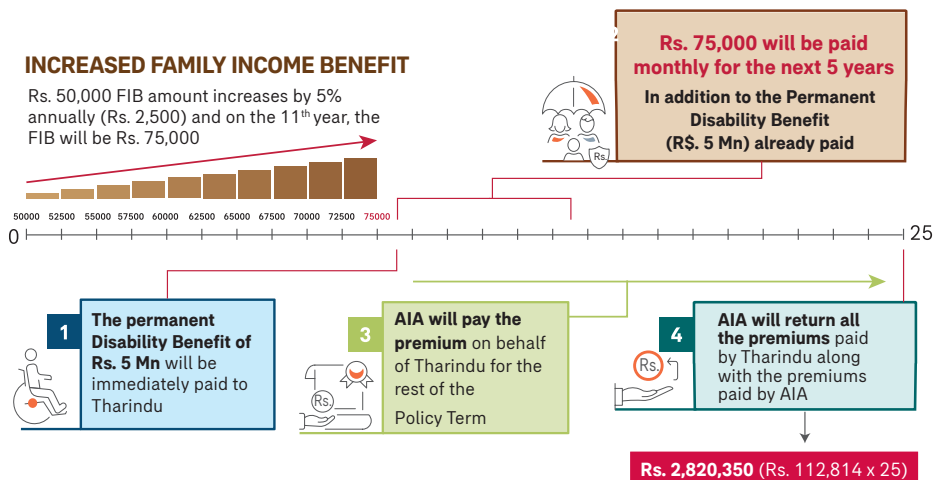 INCREASED FAMILY INCOME BENEFIT
Rs. 50,000 FIB amount increases by 5%
annually (Rs. 2,500) and on the 11th year, the
FIB will be Rs. 75,000
50000 52500 55000 57500 60000 62500 65000 67500 70000 72500 75000
0
25
2
Rs. 75,000 will be paid
monthly for the next 5 years
In addition to the Permanent
Disability Benefit
(R$. 5 Mn) already paid
Rs.
1
The permanent
Disability Benefit of
Rs. 5 Mn will be
immediately paid to
Tharindu
3
AIA will pay the
premium on behalf
of Tharindu for the
rest of the
Policy Term
Rs.
4
AIA will return all
the premiums paid
by Tharindu along
with the premiums
paid by AIA
Rs.
Rs. 2,820,350 (Rs. 112,814 x 25)